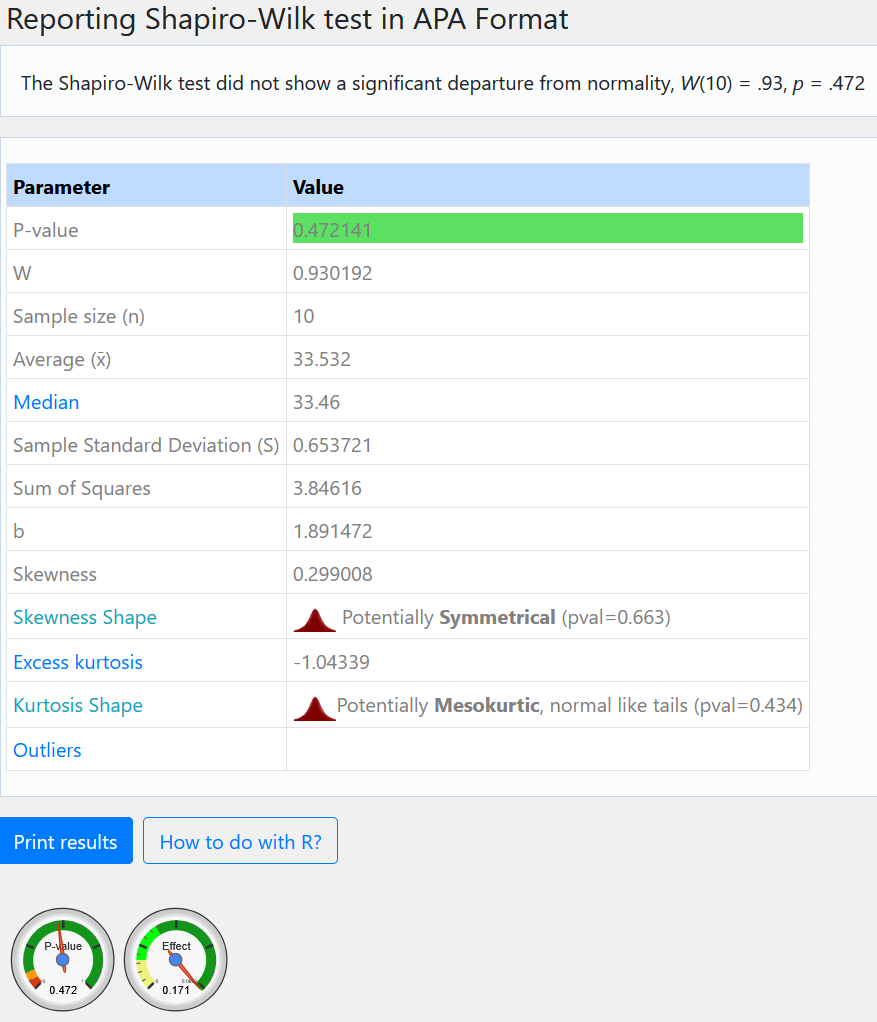 Reporting Shapiro-Wilk test in APA Format
The Shapiro-Wilk test did not show a significant departure from normality, W(10) = .93, p = .472
Parameter Value
P-value 0.472141
W 0.930192
Sample size (n) 10
Average (x̄) 33.532
Median 33.46
Sample Standard Deviation (S) 0.653721
Sum of Squares 3.84616
b 1.891472
Skewness 0.299008
Skewness Shape Potentially Symmetrical (pval=0.663)
Excess kurtosis -1.04339
Kurtosis Shape Potentially Mesokurtic, normal like tails (pval=0.434)
Outliers
Print results How to do with R?
P-value Effect
0.472 0.171